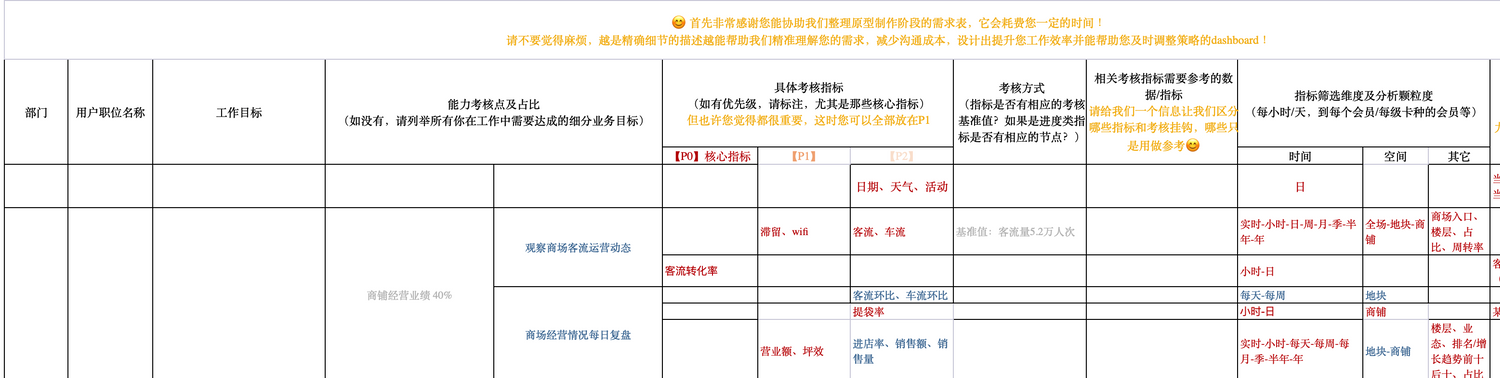 😊 首先非常感谢您能协助我们整理原型制作阶段的需求表，它会耗费您一定的时间！
请不要觉得麻烦，越是精确细节的描述越能帮助我们精准理解您的需求，减少沟通成本，设计出提升您工作效率并能帮助您及时调整策略的dashboard！
部门
用户职位名称
工作目标
能力考核点及占比
（如没有，请列举所有你在工作中需要达成的细分业务目标）
具体考核指标
（如有优先级，请标注，尤其是那些核心指标）
但也许您觉得都很重要，这时您可以全部放在P1
考核方式
（指标是否有相应的考核
基准值？如果是进度类指
标是否有相应的节点？）
相关考核指标需要参考的数
据/指标
请给我们一个信息让我们区分
哪些指标和考核挂钩，哪些只
是用做参考😊
指标筛选维度及分析颗粒度
（每小时/天，到每个会员/每级卡种的会员等）
【P0】核心指标
【P1】
【P2】
时间
空间
其它
日期、天气、活动
日
商铺经营业绩 40%
观察商场客流运营动态
滞留、wifi
客流、车流
基准值：客流量5.2万人次
实时-小时-日-周-月-季-半
年-年
全场-地块-商
铺
商场入口、
楼层、占
比、周转率
客流转化率
小时-日
商场经营情况每日复盘
客流环比、车流环比
每天-每周
地块
提袋率
小时-日
商铺
营业额、坪效
进店率、销售额、销
售量
实时-小时-每天-每周-每
月-季-半年-年
地块-商铺
楼层、业
态、排名/增
长趋势前十
后十、占比